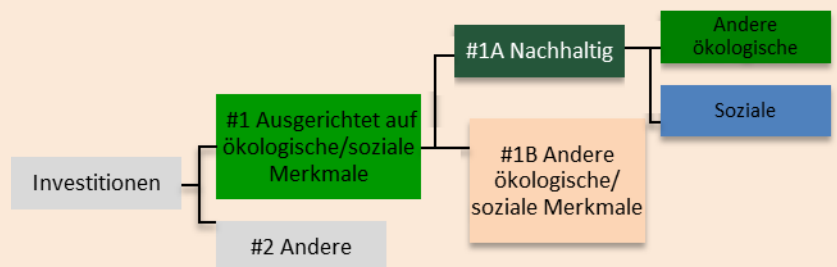 Investitionen
#1 Ausgerichtet auf
ökologische/soziale
Merkmale
#2 Andere
#1A Nachhaltig
#1B Andere
ökologische/
soziale Merkmale
Andere
ökologische
Soziale